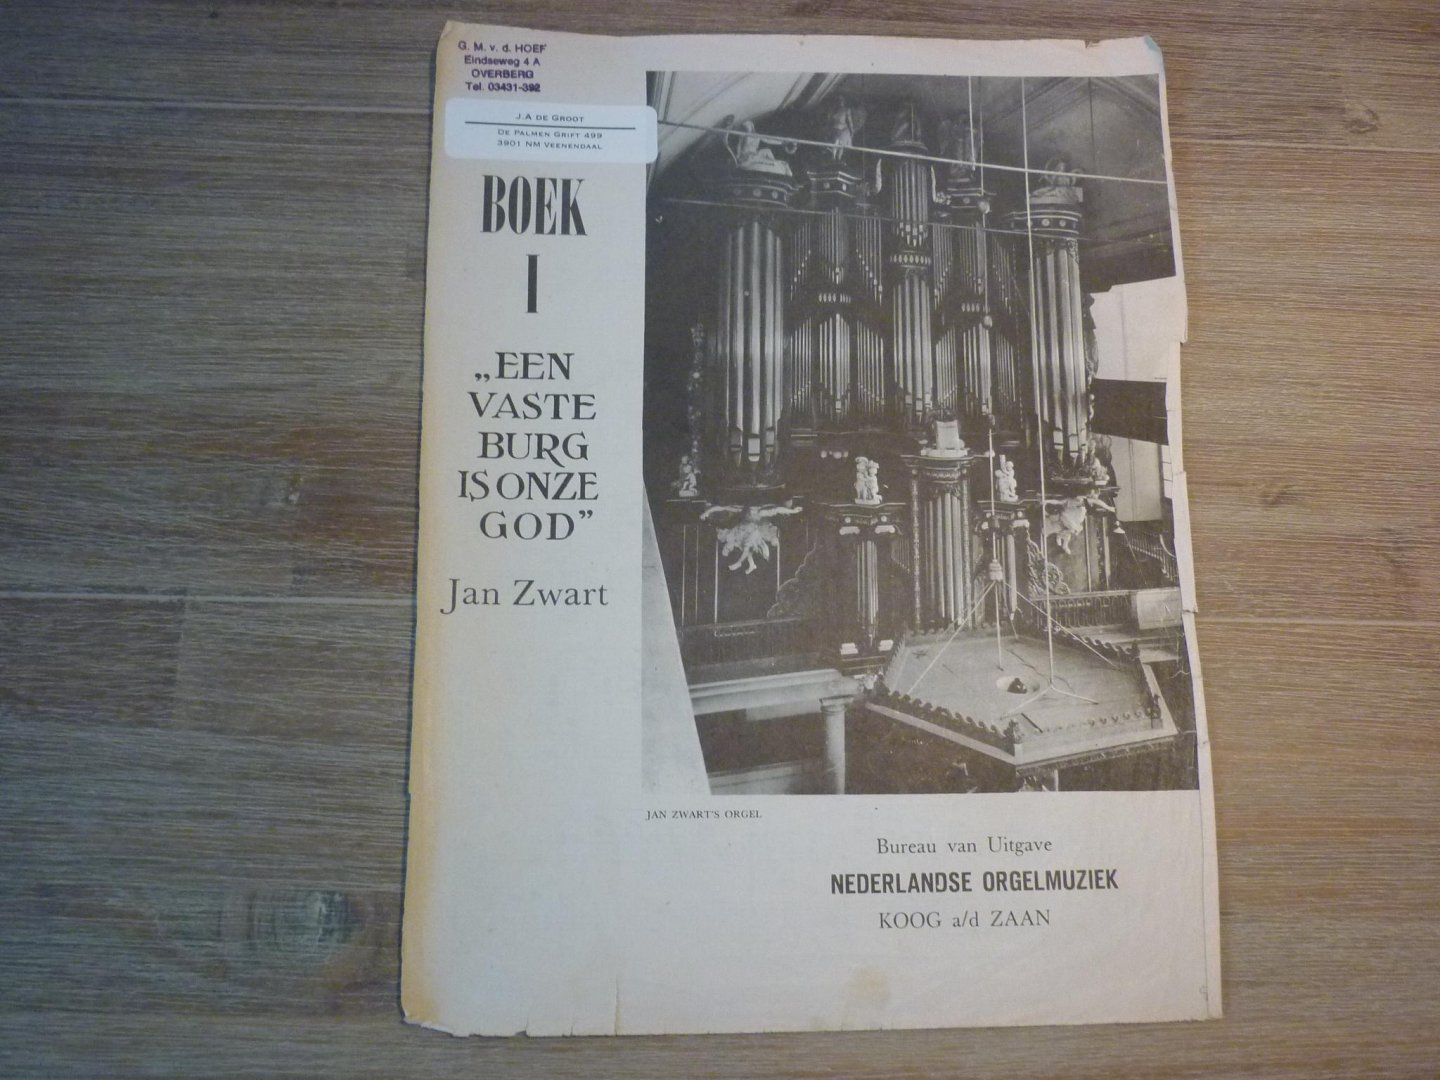 G. M. v. d. HOEF
Eindseweg 4 A
OVERBERG
Tel. 03431-392
J.A DE GROOT
DE PALMEN GRIFT 499
3901 NM VEENENDAAL
BOEK
I
„EEN
VASTE
BURG
IS ONZE
GOD”
Jan Zwart
JAN ZWART'S ORGEL
Bureau van Uitgave
NEDERLANDSE ORGELMUZIEK
KOOG a/d ZAAN